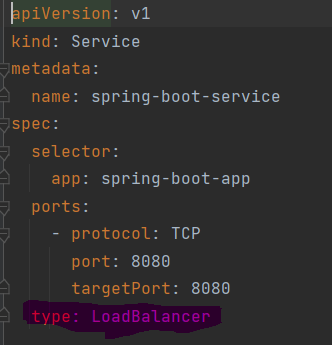 apiVersion: v1
kind: Service
metadata:
  name: spring-boot-service
spec:
  selector:
    app: spring-boot-app
  ports:
    - protocol: TCP
      port: 8080
      targetPort: 8080
  type: LoadBalancer